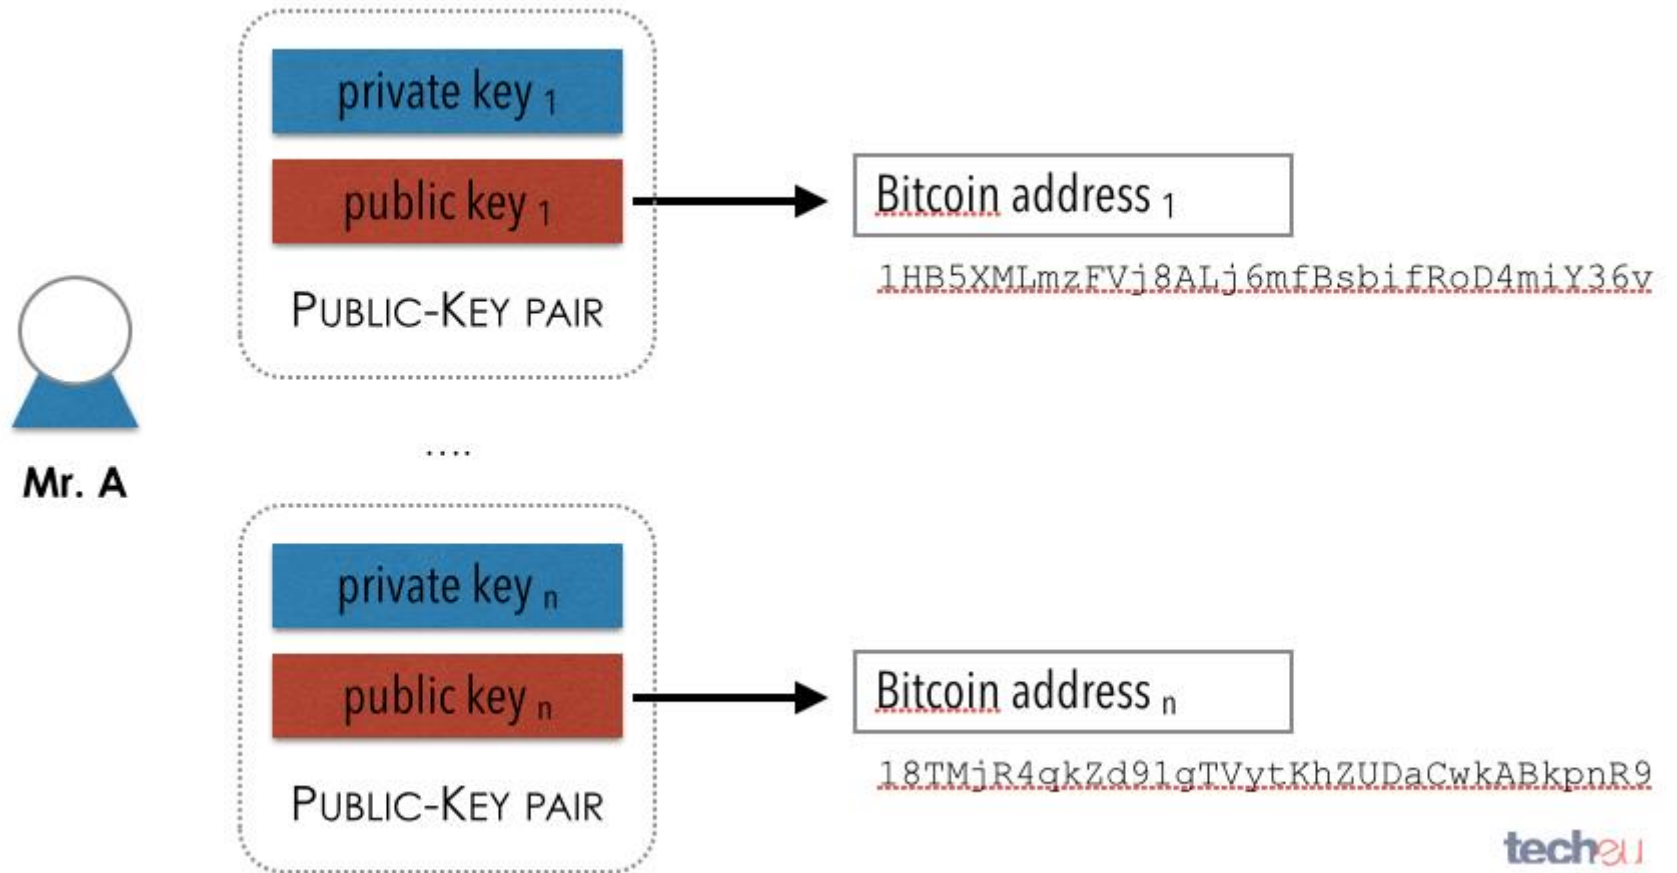 private key 1
public key 1
PUBLIC-KEY PAIR
Bitcoin address 1
1HB5XMLmzFVj8ALj6mfBsbifRoD4miY36v
Mr. A
....
private key n
public key n
PUBLIC-KEY PAIR
Bitcoin address n
18TMjR4qkZd91gTVytKhZUDaCwkABkpnR9
techeu